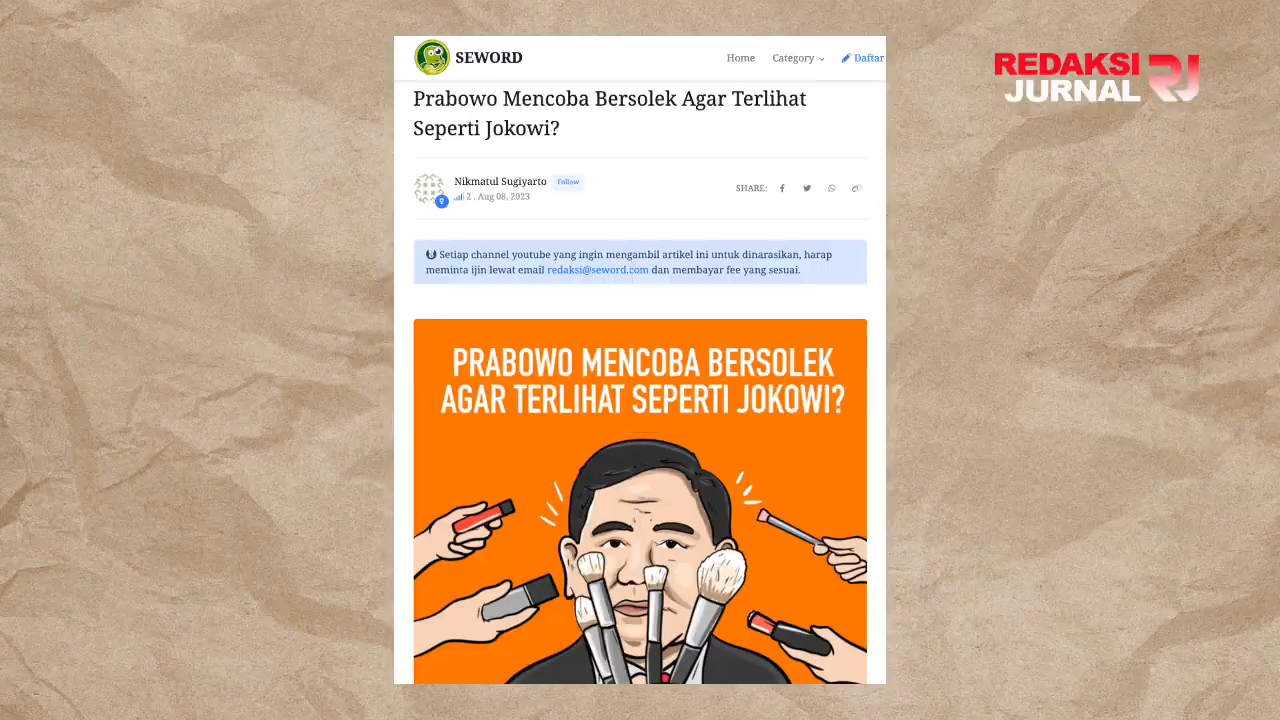 SEWORD
Home Category Daftar
REDAKSI
JURNAL RJ
Prabowo Mencoba Bersolek Agar Terlihat
Seperti Jokowi?
Nikmatul Sugiyarto Follow
2 . Aug 08, 2023
SHARE:
Setiap channel youtube yang ingin mengambil artikel ini untuk dinarasikan, harap
meminta ijin lewat email redaksi@seword.com dan membayar fee yang sesuai.
PRABOWO MENCOBA BERSOLEK
AGAR TERLIHAT SEPERTI JOKOWI?